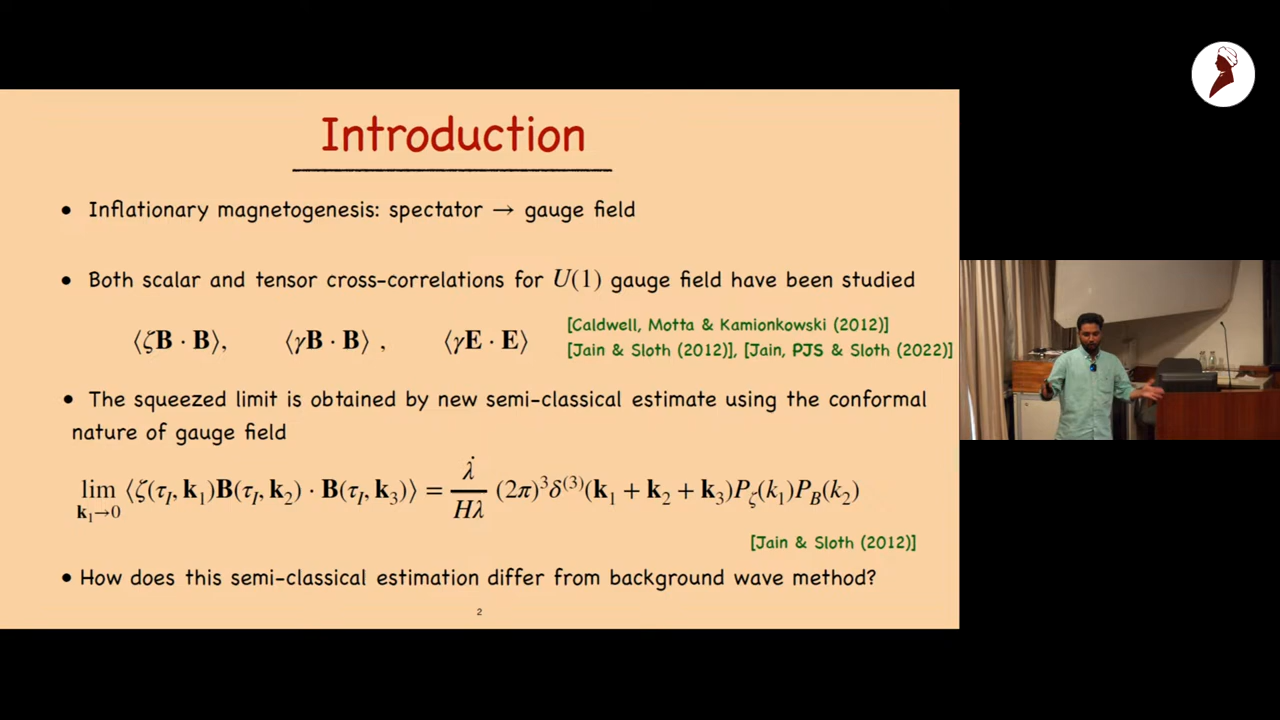 Introduction
• Inflationary magnetogenesis: spectator → gauge field
• Both scalar and tensor cross-correlations for U(1) gauge field have been studied
⟨ζB · B⟩, ⟨γB · B⟩ , ⟨γE · E⟩
[Caldwell, Motta & Kamionkowski (2012)]
[Jain & Sloth (2012)], [Jain, PJS & Sloth (2022)]
• The squeezed limit is obtained by new semi-classical estimate using the conformal
nature of gauge field
lim_{k₁→0} ⟨ζ(τ_I, k₁)B(τ_I, k₂) · B(τ_I, k₃)⟩ = λ̇/Hλ (2π)³δ⁽³⁾(k₁ + k₂ + k₃)P_ζ(k₁)P_B(k₂)
[Jain & Sloth (2012)]
• How does this semi-classical estimation differ from background wave method?
2